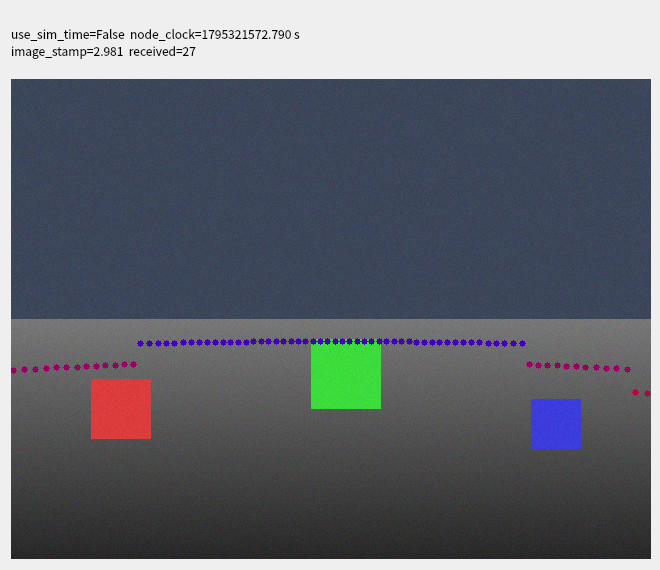 use_sim_time=False node_clock=1795321572.790 s
image_stamp=2.981 received=27